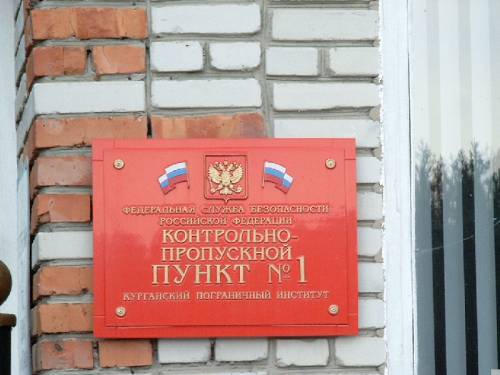 ФЕДЕРАЛЬНАЯ СЛУЖБА БЕЗОПАСНОСТИ
РОССИЙСКОЙ ФЕДЕРАЦИИ
КОНТРОЛЬНО-
ПРОПУСКНОЙ
ПУНКТ №1
КУРГАНСКИЙ ПОГРАНИЧНЫЙ ИНСТИТУТ